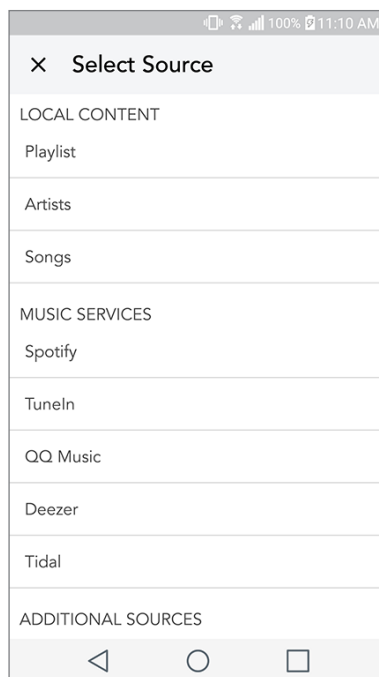 100% 11:10 AM
Select Source
LOCAL CONTENT
Playlist
Artists
Songs
MUSIC SERVICES
Spotify
TuneIn
QQ Music
Deezer
Tidal
ADDITIONAL SOURCES